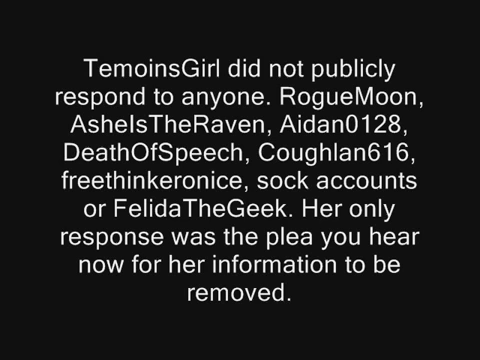 TemoinsGirl did not publicly
respond to anyone. RogueMoon,
AsheIsTheRaven, Aidan0128,
DeathOfSpeech, Coughlan616,
freethinkeronice, sock accounts
or FelidaTheGeek. Her only
response was the plea you hear
now for her information to be
removed.